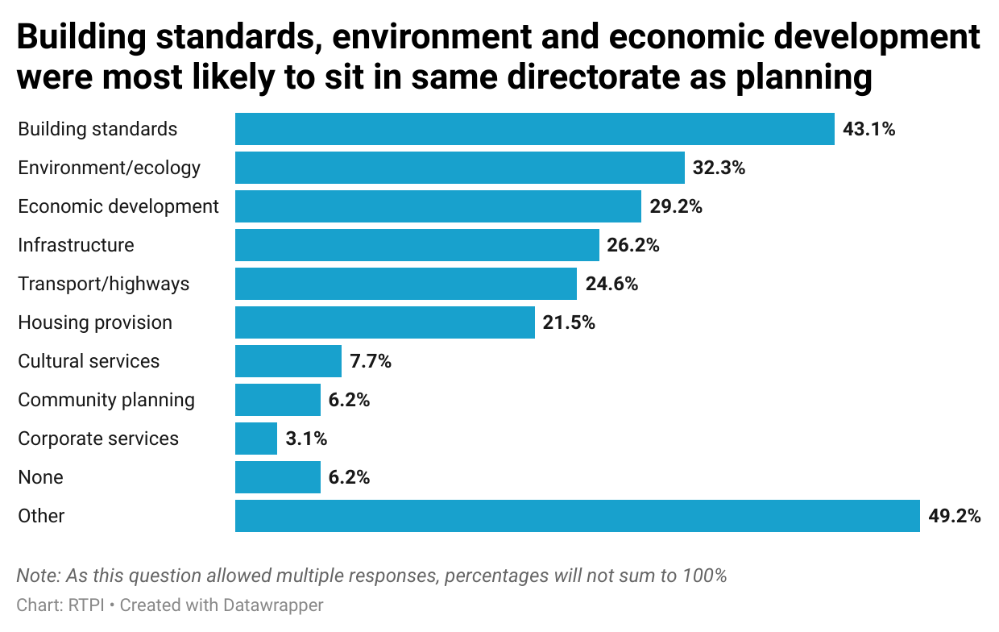 Building standards, environment and economic development
were most likely to sit in same directorate as planning
Building standards 43.1%
Environment/ecology 32.3%
Economic development 29.2%
Infrastructure 26.2%
Transport/highways 24.6%
Housing provision 21.5%
Cultural services 7.7%
Community planning 6.2%
Corporate services 3.1%
None 6.2%
Other 49.2%
Note: As this question allowed multiple responses, percentages will not sum to 100%
Chart: RTPI • Created with Datawrapper